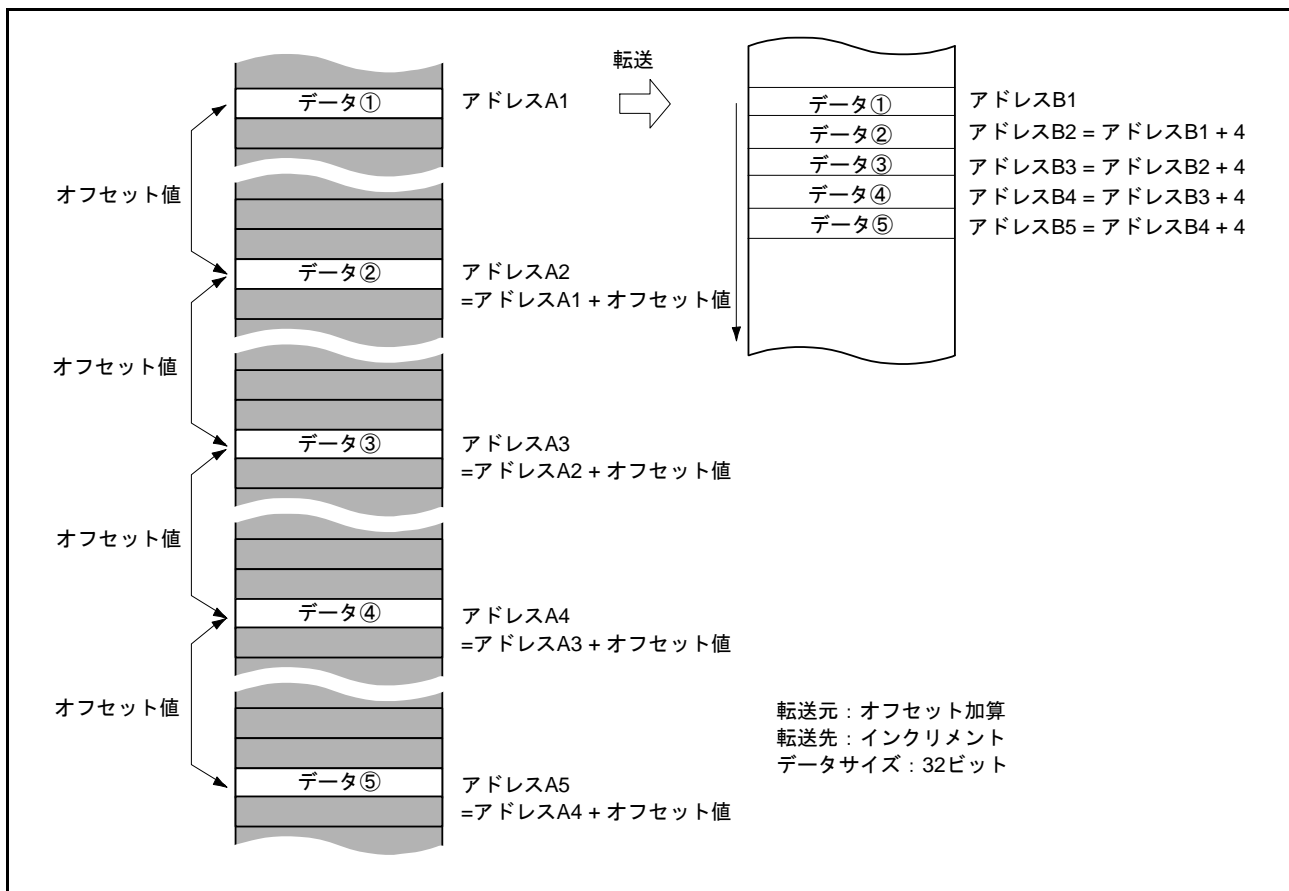 転送
データ①
アドレスA1
データ①
アドレスB1
データ②
アドレスB2 = アドレスB1 + 4
データ③
アドレスB3 = アドレスB2 + 4
データ④
アドレスB4 = アドレスB3 + 4
データ⑤
アドレスB5 = アドレスB4 + 4
オフセット値
データ②
アドレスA2
=アドレスA1 + オフセット値
オフセット値
データ③
アドレスA3
=アドレスA2 + オフセット値
オフセット値
データ④
アドレスA4
=アドレスA3 + オフセット値
オフセット値
データ⑤
アドレスA5
=アドレスA4 + オフセット値
転送元：オフセット加算
転送先：インクリメント
データサイズ：32ビット